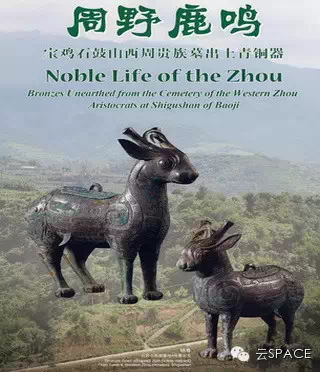 周野鹿鸣
宝鸡石鼓山西周贵族墓出土青铜器
Noble Life of the Zhou
Bronzes Unearthed from the Cemetery of the Western Zhou
Aristocrats at Shigushan of Baoji
云SPACE